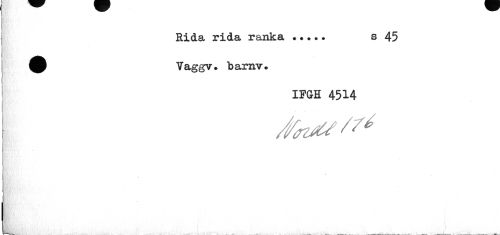 Rida rida ranka ..... s 45
Vaggv. barnv.
IFGH 4514
Nordl 176